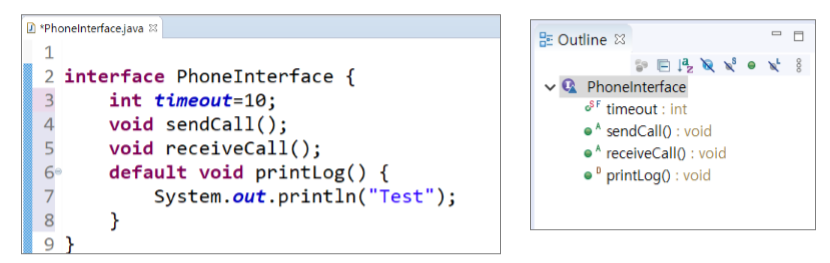 *PhoneInterface.java
1
2 interface PhoneInterface {
3     int timeout=10;
4     void sendCall();
5     void receiveCall();
6     default void printLog() {
7         System.out.println("Test");
8     }
9 }
Outline
PhoneInterface
S F timeout : int
A sendCall() : void
A receiveCall() : void
D printLog() : void